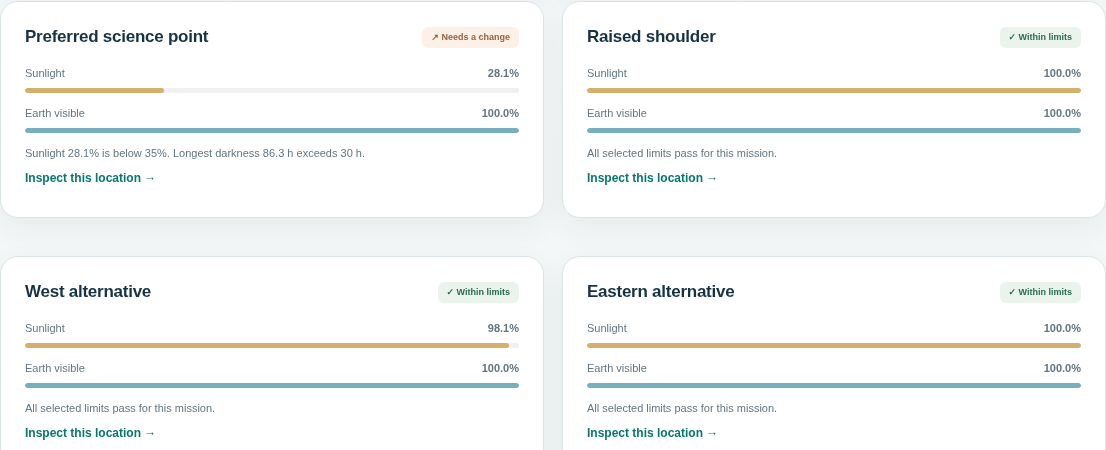 Preferred science point
↗ Needs a change
Sunlight
28.1%
Earth visible
100.0%
Sunlight 28.1% is below 35%. Longest darkness 86.3 h exceeds 30 h.
Inspect this location →
Raised shoulder
✓ Within limits
Sunlight
100.0%
Earth visible
100.0%
All selected limits pass for this mission.
Inspect this location →
West alternative
✓ Within limits
Sunlight
98.1%
Earth visible
100.0%
All selected limits pass for this mission.
Inspect this location →
Eastern alternative
✓ Within limits
Sunlight
100.0%
Earth visible
100.0%
All selected limits pass for this mission.
Inspect this location →